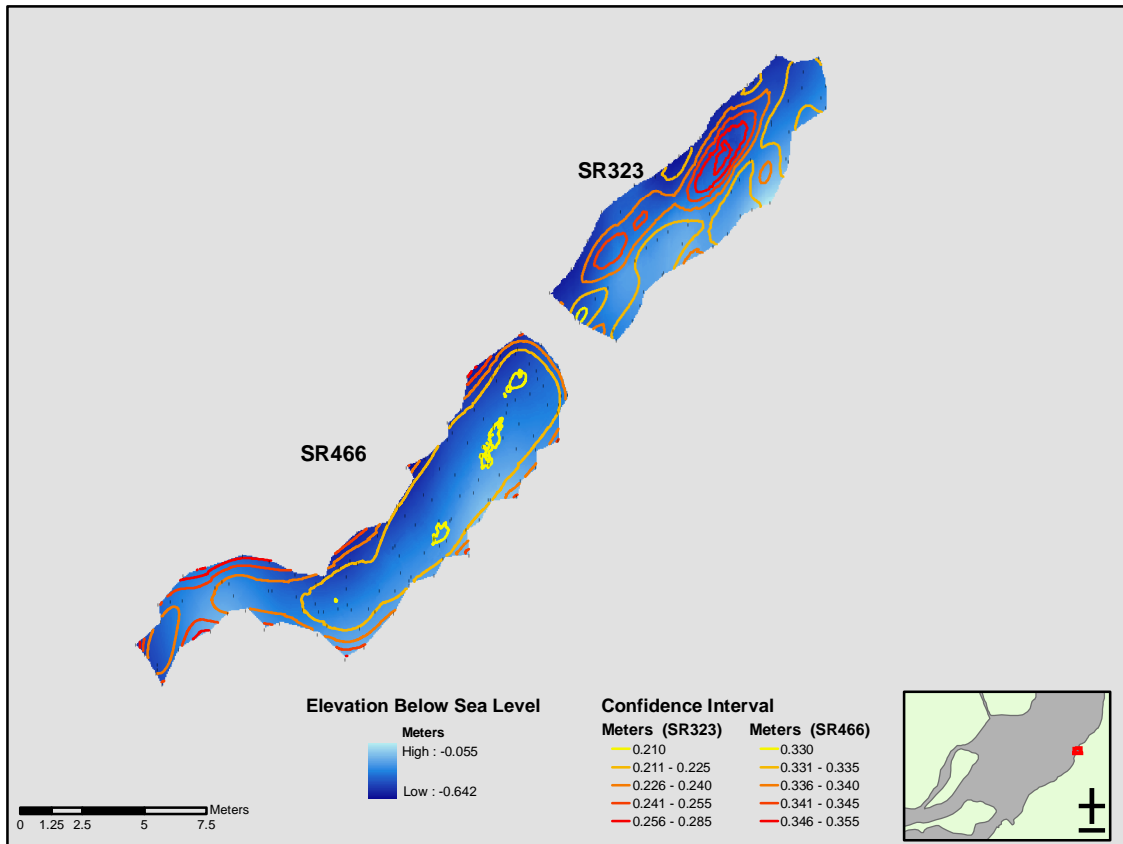 SR323
SR466
Elevation Below Sea Level
Meters
High : -0.055
Low : -0.642
Confidence Interval
Meters (SR323) Meters (SR466)
0.210 0.330
0.211 - 0.225 0.331 - 0.335
0.226 - 0.240 0.336 - 0.340
0.241 - 0.255 0.341 - 0.345
0.256 - 0.285 0.346 - 0.355
Meters
0 1.25 2.5 5 7.5